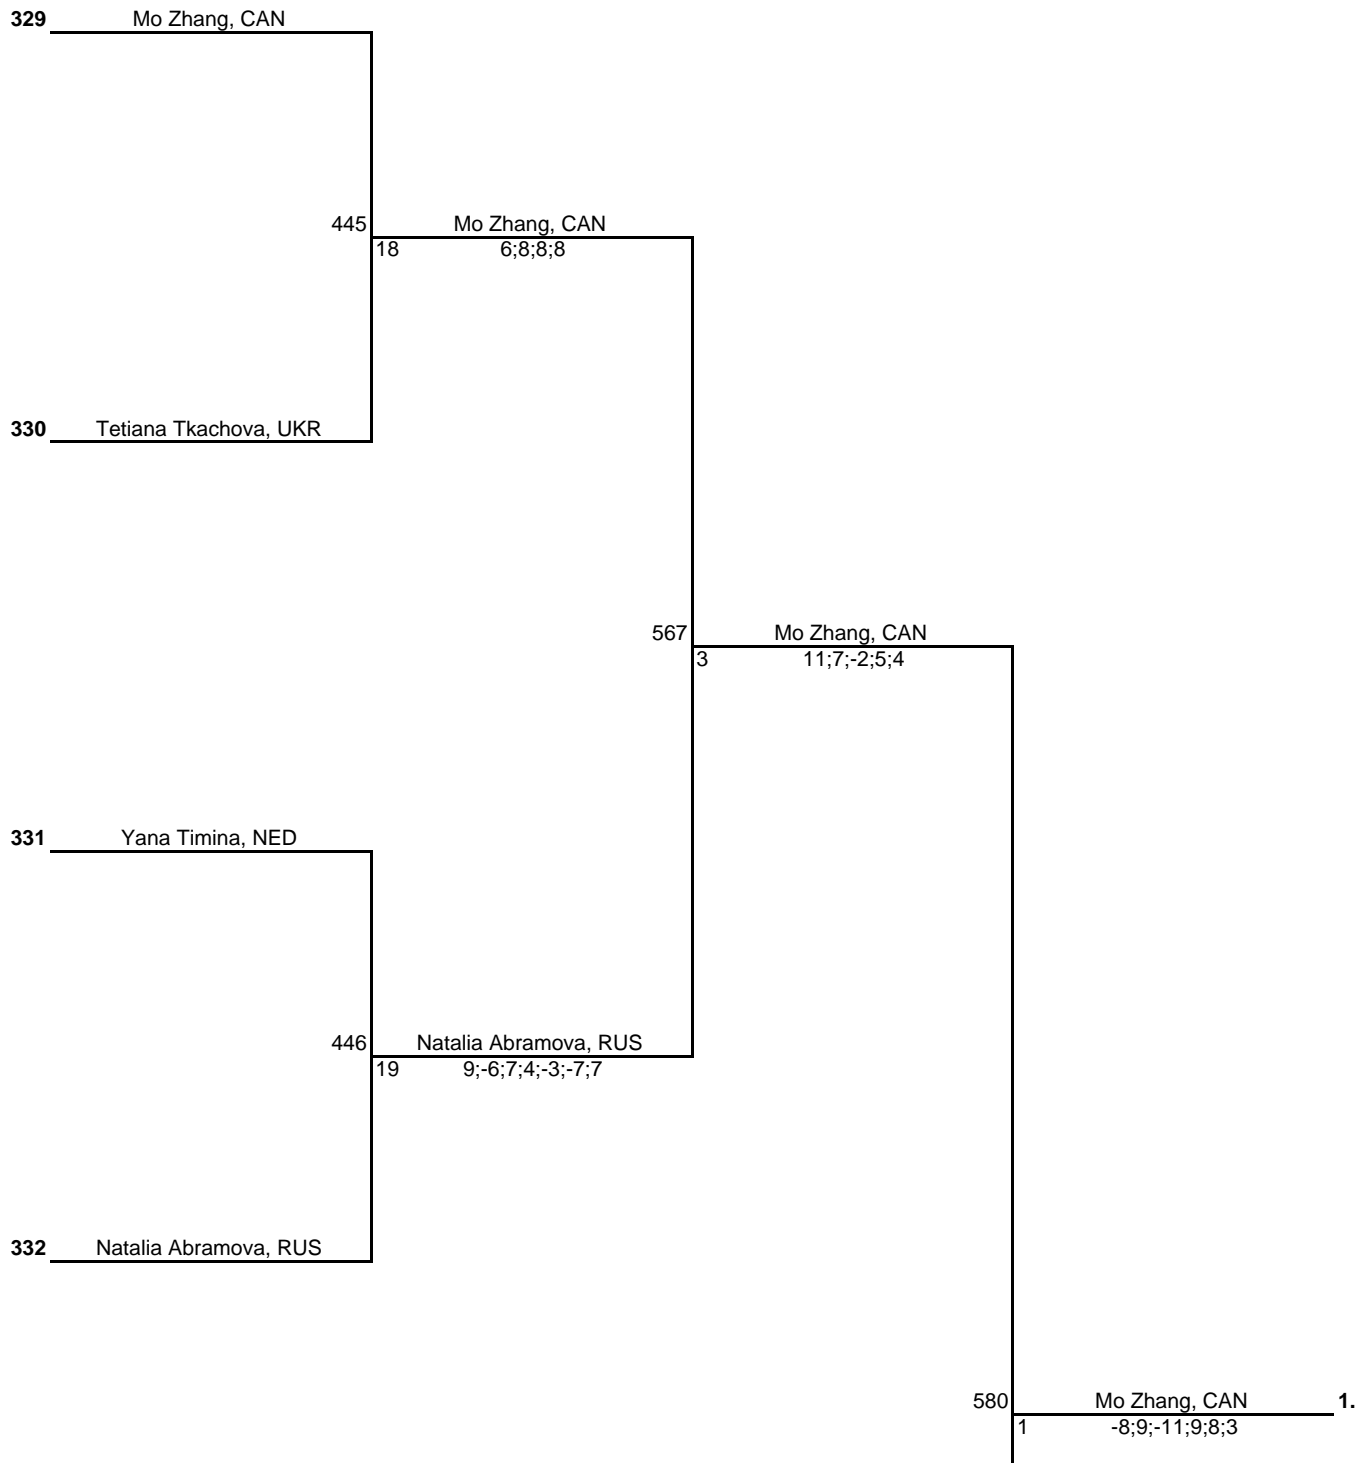 329 Mo Zhang, CAN
445 Mo Zhang, CAN
18 6;8;8;8
330 Tetiana Tkachova, UKR
567 Mo Zhang, CAN
3 11;7;-2;5;4
331 Yana Timina, NED
446 Natalia Abramova, RUS
19 9;-6;7;4;-3;-7;7
332 Natalia Abramova, RUS
580 Mo Zhang, CAN 1.
1 -8;9;-11;9;8;3